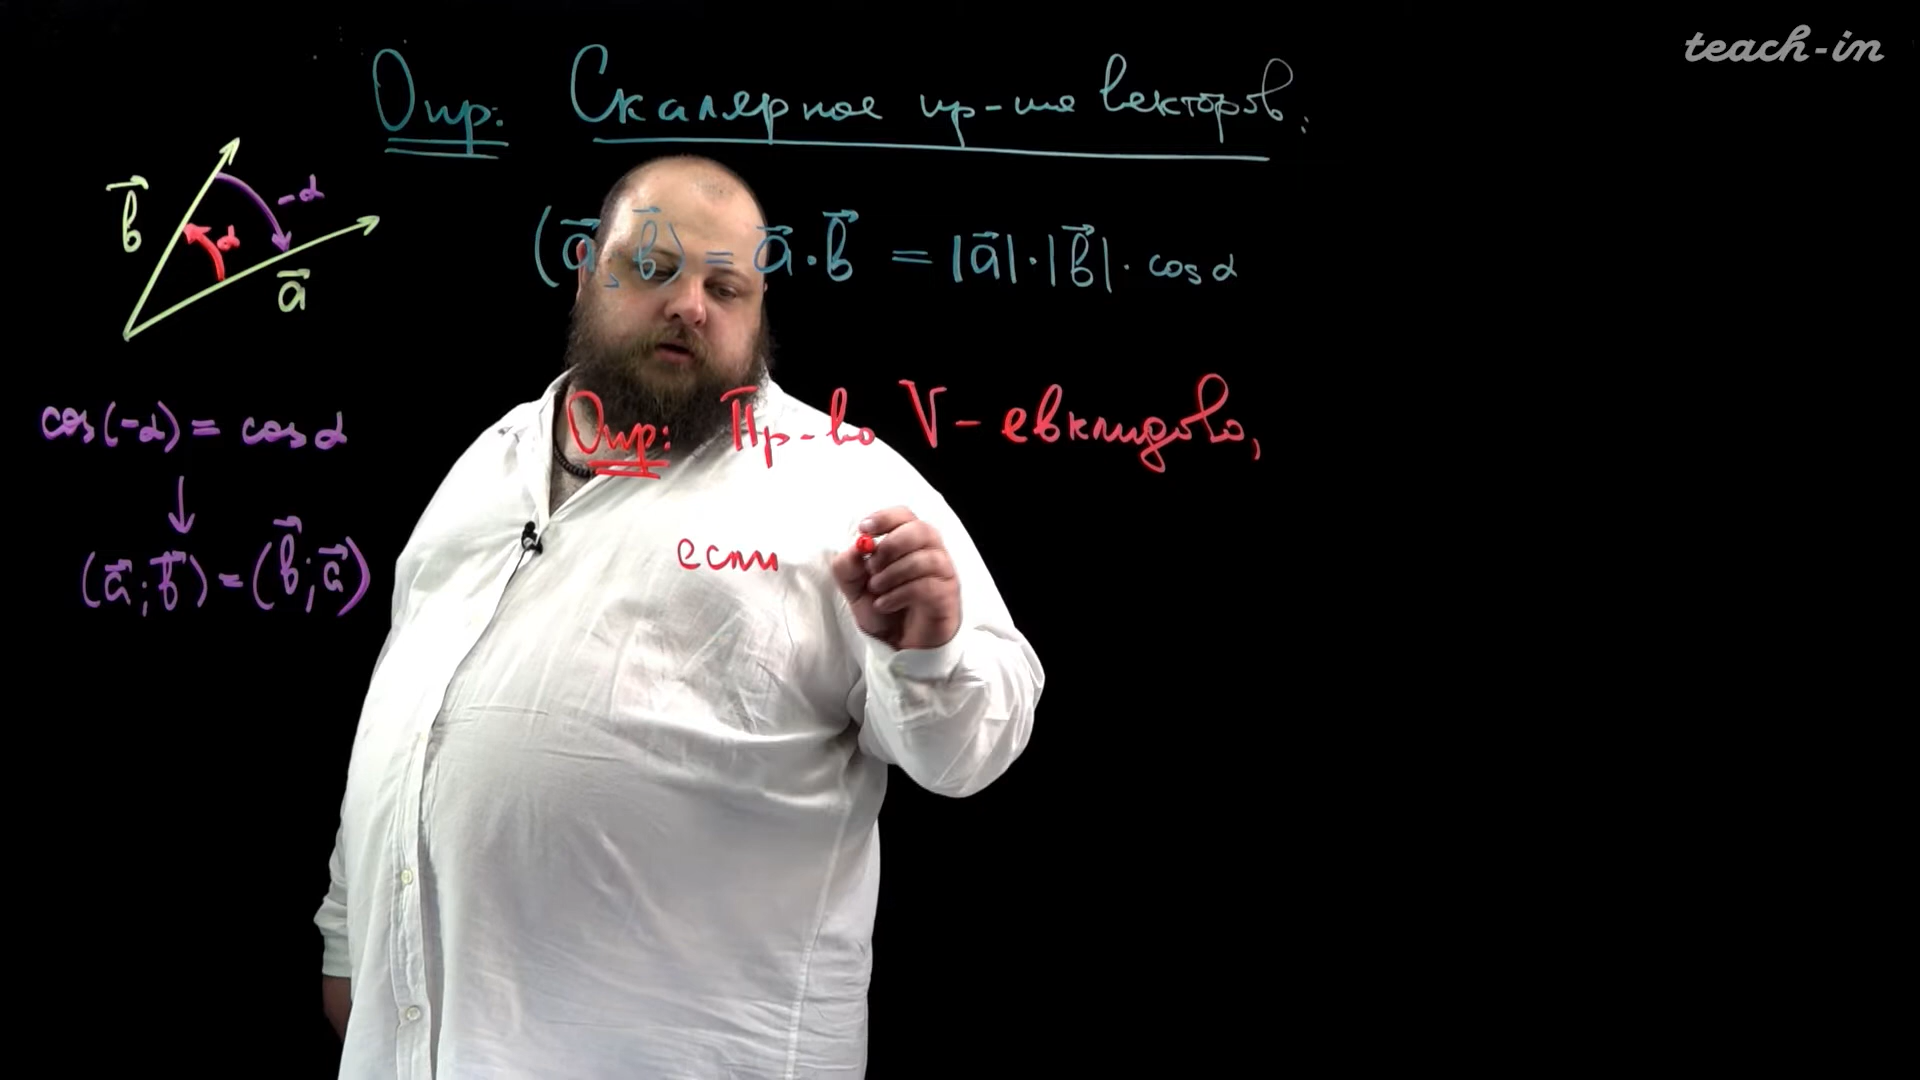 teach-in
Опр: Скалярное пр-ие векторов:
b⃗ α -α a⃗
(a⃗, b⃗) = a⃗·b⃗ = |a⃗|·|b⃗|·cos α
cos(-α) = cos α
↓
(a⃗; b⃗) = (b⃗; a⃗)
Опр: Пр-во V - евклидово,
если